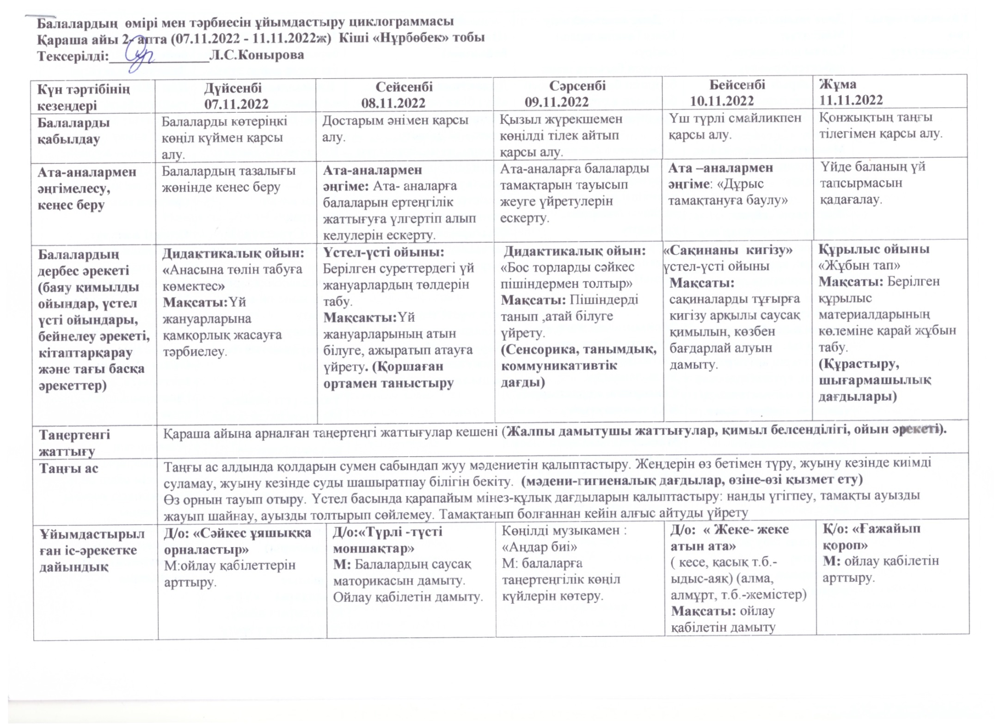 Балалардың өмірі мен тәрбиесін ұйымдастыру циклограммасы
Қараша айы 2- апта (07.11.2022 - 11.11.2022ж) Кіші «Нұрбөбек» тобы
Тексерілді:_______________Л.С.Конырова
Күн тәртібінің
кезеңдері
Дүйсенбі
07.11.2022
Сейсенбі
08.11.2022
Сәрсенбі
09.11.2022
Бейсенбі
10.11.2022
Жұма
11.11.2022
Балаларды
қабылдау
Балаларды көтеріңкі
көңіл күймен қарсы
алу.
Достарым әнімен қарсы
алу.
Қызыл жүрекшемен
көңілді тілек айтып
қарсы алу.
Үш түрлі смайликпен
қарсы алу.
Қонжықтың таңғы
тілегімен қарсы алу.
Ата-аналармен
әңгімелесу,
кеңес беру
Балалардың тазалығы
жөнінде кеңес беру
Ата-аналармен
әңгіме: Ата- аналарға
балаларын ертеңгілік
жаттығуға үлгертіп алып
келулерін ескерту.
Ата-аналарға балаларды
тамақтарын тауысып
жеуге үйретулерін
ескерту.
Ата –аналармен
әңгіме: «Дұрыс
тамақтануға баулу»
Үйде баланың үй
тапсырмасын
қадағалау.
Балалардың
дербес әрекеті
(баяу қимылды
ойындар, үстел
үсті ойындары,
бейнелеу әрекеті,
кітаптарқарау
және тағы басқа
әрекеттер)
Дидактикалық ойын:
«Анасына төлін табуға
көмектес»
Мақсаты:Үй
жануарларына
қамқорлық жасауға
тәрбиелеу.
Үстел-үсті ойыны:
Берілген суреттердегі үй
жануарлардың төлдерін
табу.
Мақсакты:Үй
жануарларының атын
білуге, ажыратып атауға
үйрету. (Қоршаған
ортамен таныстыру
Дидактикалық ойын:
«Бос торларды сәйкес
пішіндермен толтыр»
Мақсаты: Пішіндерді
танып ,атай білуге
үйрету.
(Сенсорика, танымдық,
коммуникативтік
дағды)
«Сақинаны кигізу»
үстел-үсті ойыны
Мақсаты:
сақиналарды тұғырға
кигізу арқылы саусақ
қимылын, көзбен
бағдарлай алуын
дамыту.
Құрылыс ойыны
«Жұбын тап»
Мақсаты: Берілген
құрылыс
материалдарының
көлеміне қарай жұбын
табу.
(Құрастыру,
шығармашылық
дағдылары)
Таңертенгі
жаттығу
Қараша айына арналған таңертеңгі жаттығулар кешені (Жалпы дамытушы жаттығулар, қимыл белсенділігі, ойын әрекеті).
Таңғы ас
Таңғы ас алдында қолдарын сумен сабындап жуу мәдениетін қалыптастыру. Жеңдерін өз бетімен түру, жуыну кезінде киімді
суламау, жуыну кезінде суды шашыратпау білігін бекіту. (мәдени-гигиеналық дағдылар, өзіне-өзі қызмет ету)
Өз орнын тауып отыру. Үстел басында қарапайым мінез-құлық дағдыларын қалыптастыру: нанды үгігпеу, тамақты ауызды
жауып шайнау, ауызды толтырып сөйлемеу. Тамақтанып болғаннан кейін алғыс айтуды үйрету
Ұйымдастырыл
ған іс-әрекетке
дайындық
Д/о: «Сәйкес ұяшыққа
орналастыр»
М:ойлау қабілеттерін
арттыру.
Д/о:«Түрлі -түсті
моншақтар»
М: Балалардың саусақ
маторикасын дамыту.
Ойлау қабілетін дамыту.
Көңілді музыкамен :
«Аңдар биі»
М: балаларға
таңертеңгілік көңіл
күйлерін көтеру.
Д/о: « Жеке- жеке
атын ата»
( кесе, қасық т.б.-
ыдыс-аяк) (алма,
алмұрт, т.б.-жемістер)
Мақсаты: ойлау
қабілетін дамыту
Қ/о: «Ғажайып
қороп»
М: ойлау қабілетін
арттыру.